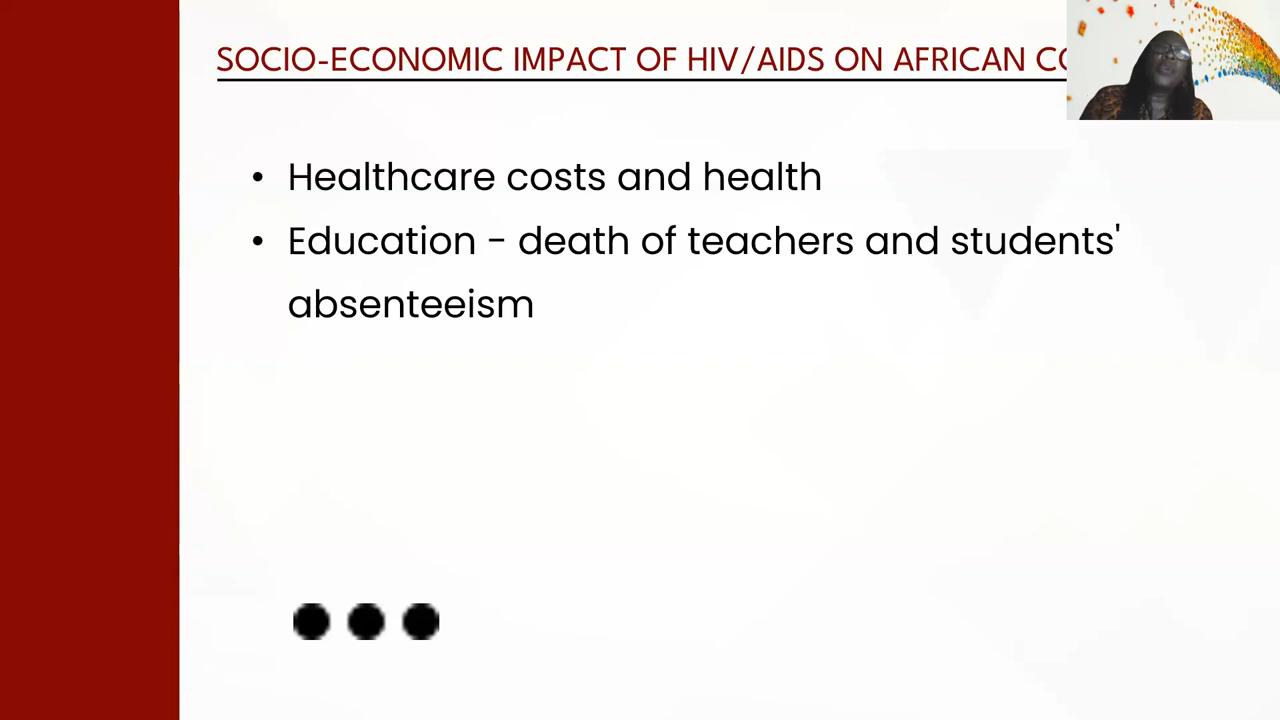 SOCIO-ECONOMIC IMPACT OF HIV/AIDS ON AFRICAN
• Healthcare costs and health
• Education - death of teachers and students'
absenteeism